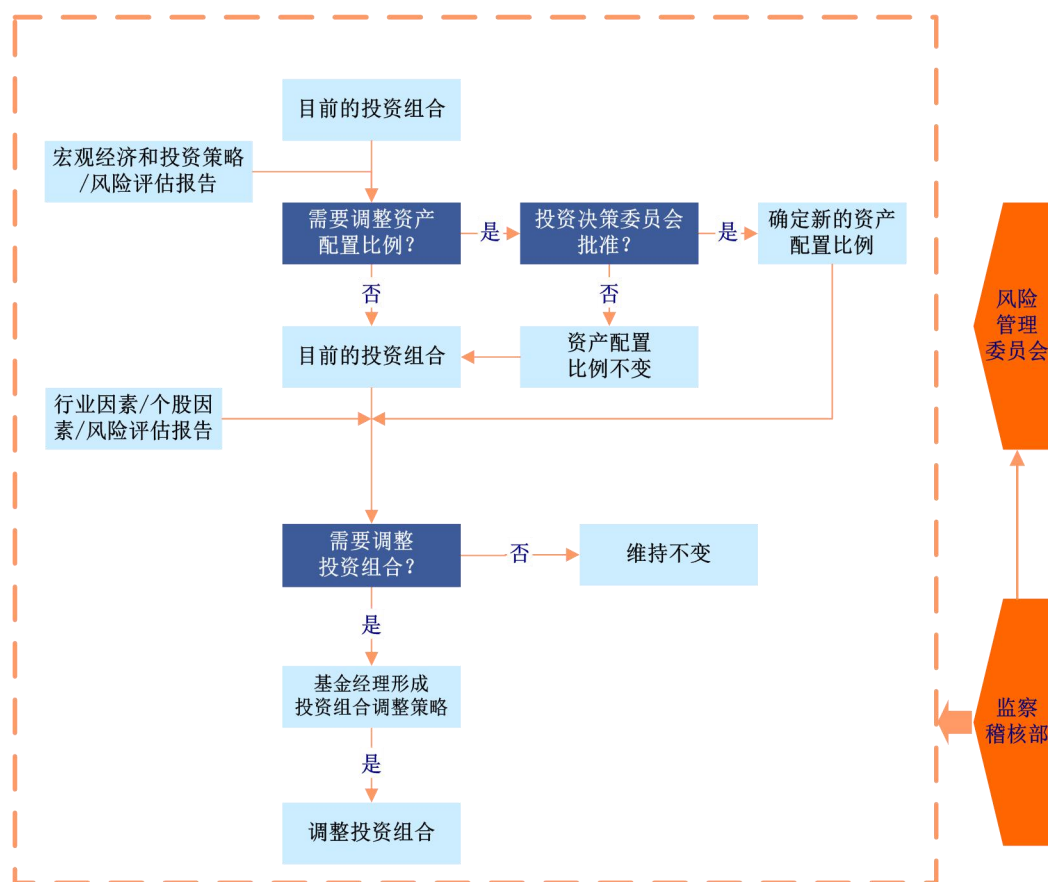 目前的投资组合
宏观经济和投资策略
/风险评估报告
需要调整资产
配置比例？
是
投资决策委员会
批准？
是
确定新的资产
配置比例
否
否
目前的投资组合
资产配置
比例不变
行业因素/个股因
素/风险评估报告
需要调整
投资组合？
否
维持不变
是
基金经理形成
投资组合调整策略
是
调整投资组合
风险
管理
委员会
监察
稽核部